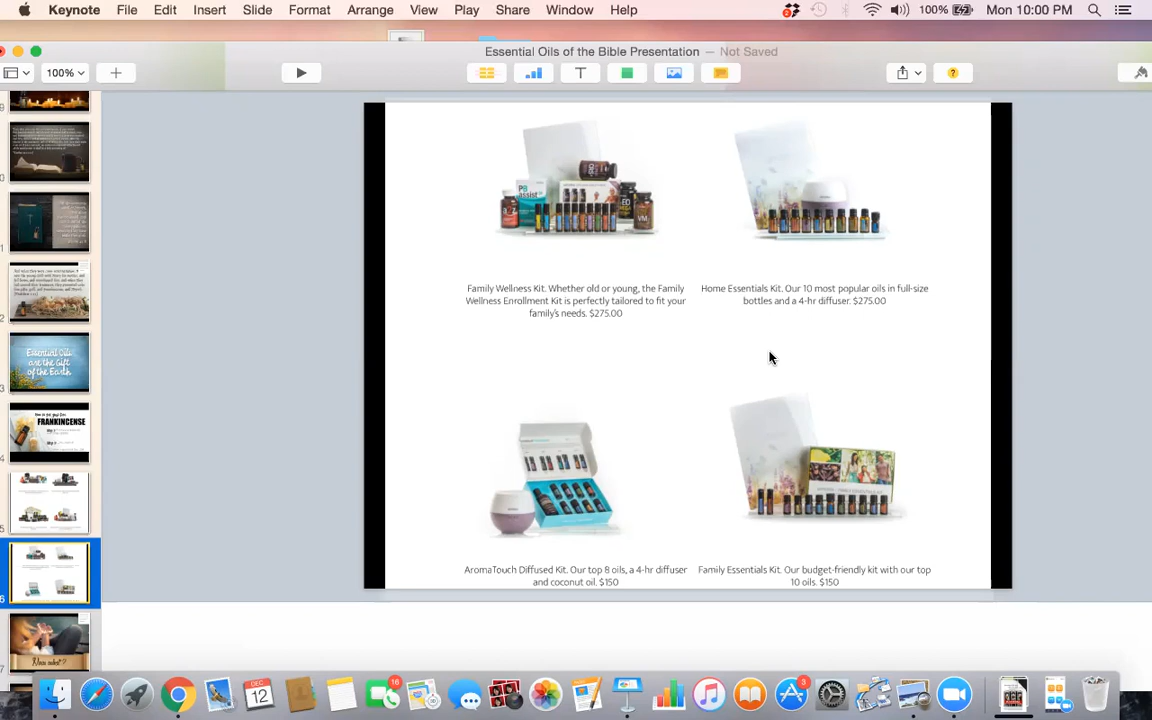 Keynote File Edit Insert Slide Format Arrange View Play Share Window Help 100% Mon 10:00 PM
Essential Oils of the Bible Presentation — Not Saved
100%
Family Wellness Kit. Whether old or young, the Family
Wellness Enrollment Kit is perfectly tailored to fit your
family's needs. $275.00
Home Essentials Kit. Our 10 most popular oils in full-size
bottles and a 4-hr diffuser. $275.00
AromaTouch Diffused Kit. Our top 8 oils, a 4-hr diffuser
and coconut oil. $150
Family Essentials Kit. Our budget-friendly kit with our top
10 oils. $150
Essential Oils
are the Gift
of the Earth
FRANKINCENSE
Now what?
DEC
12
16
3